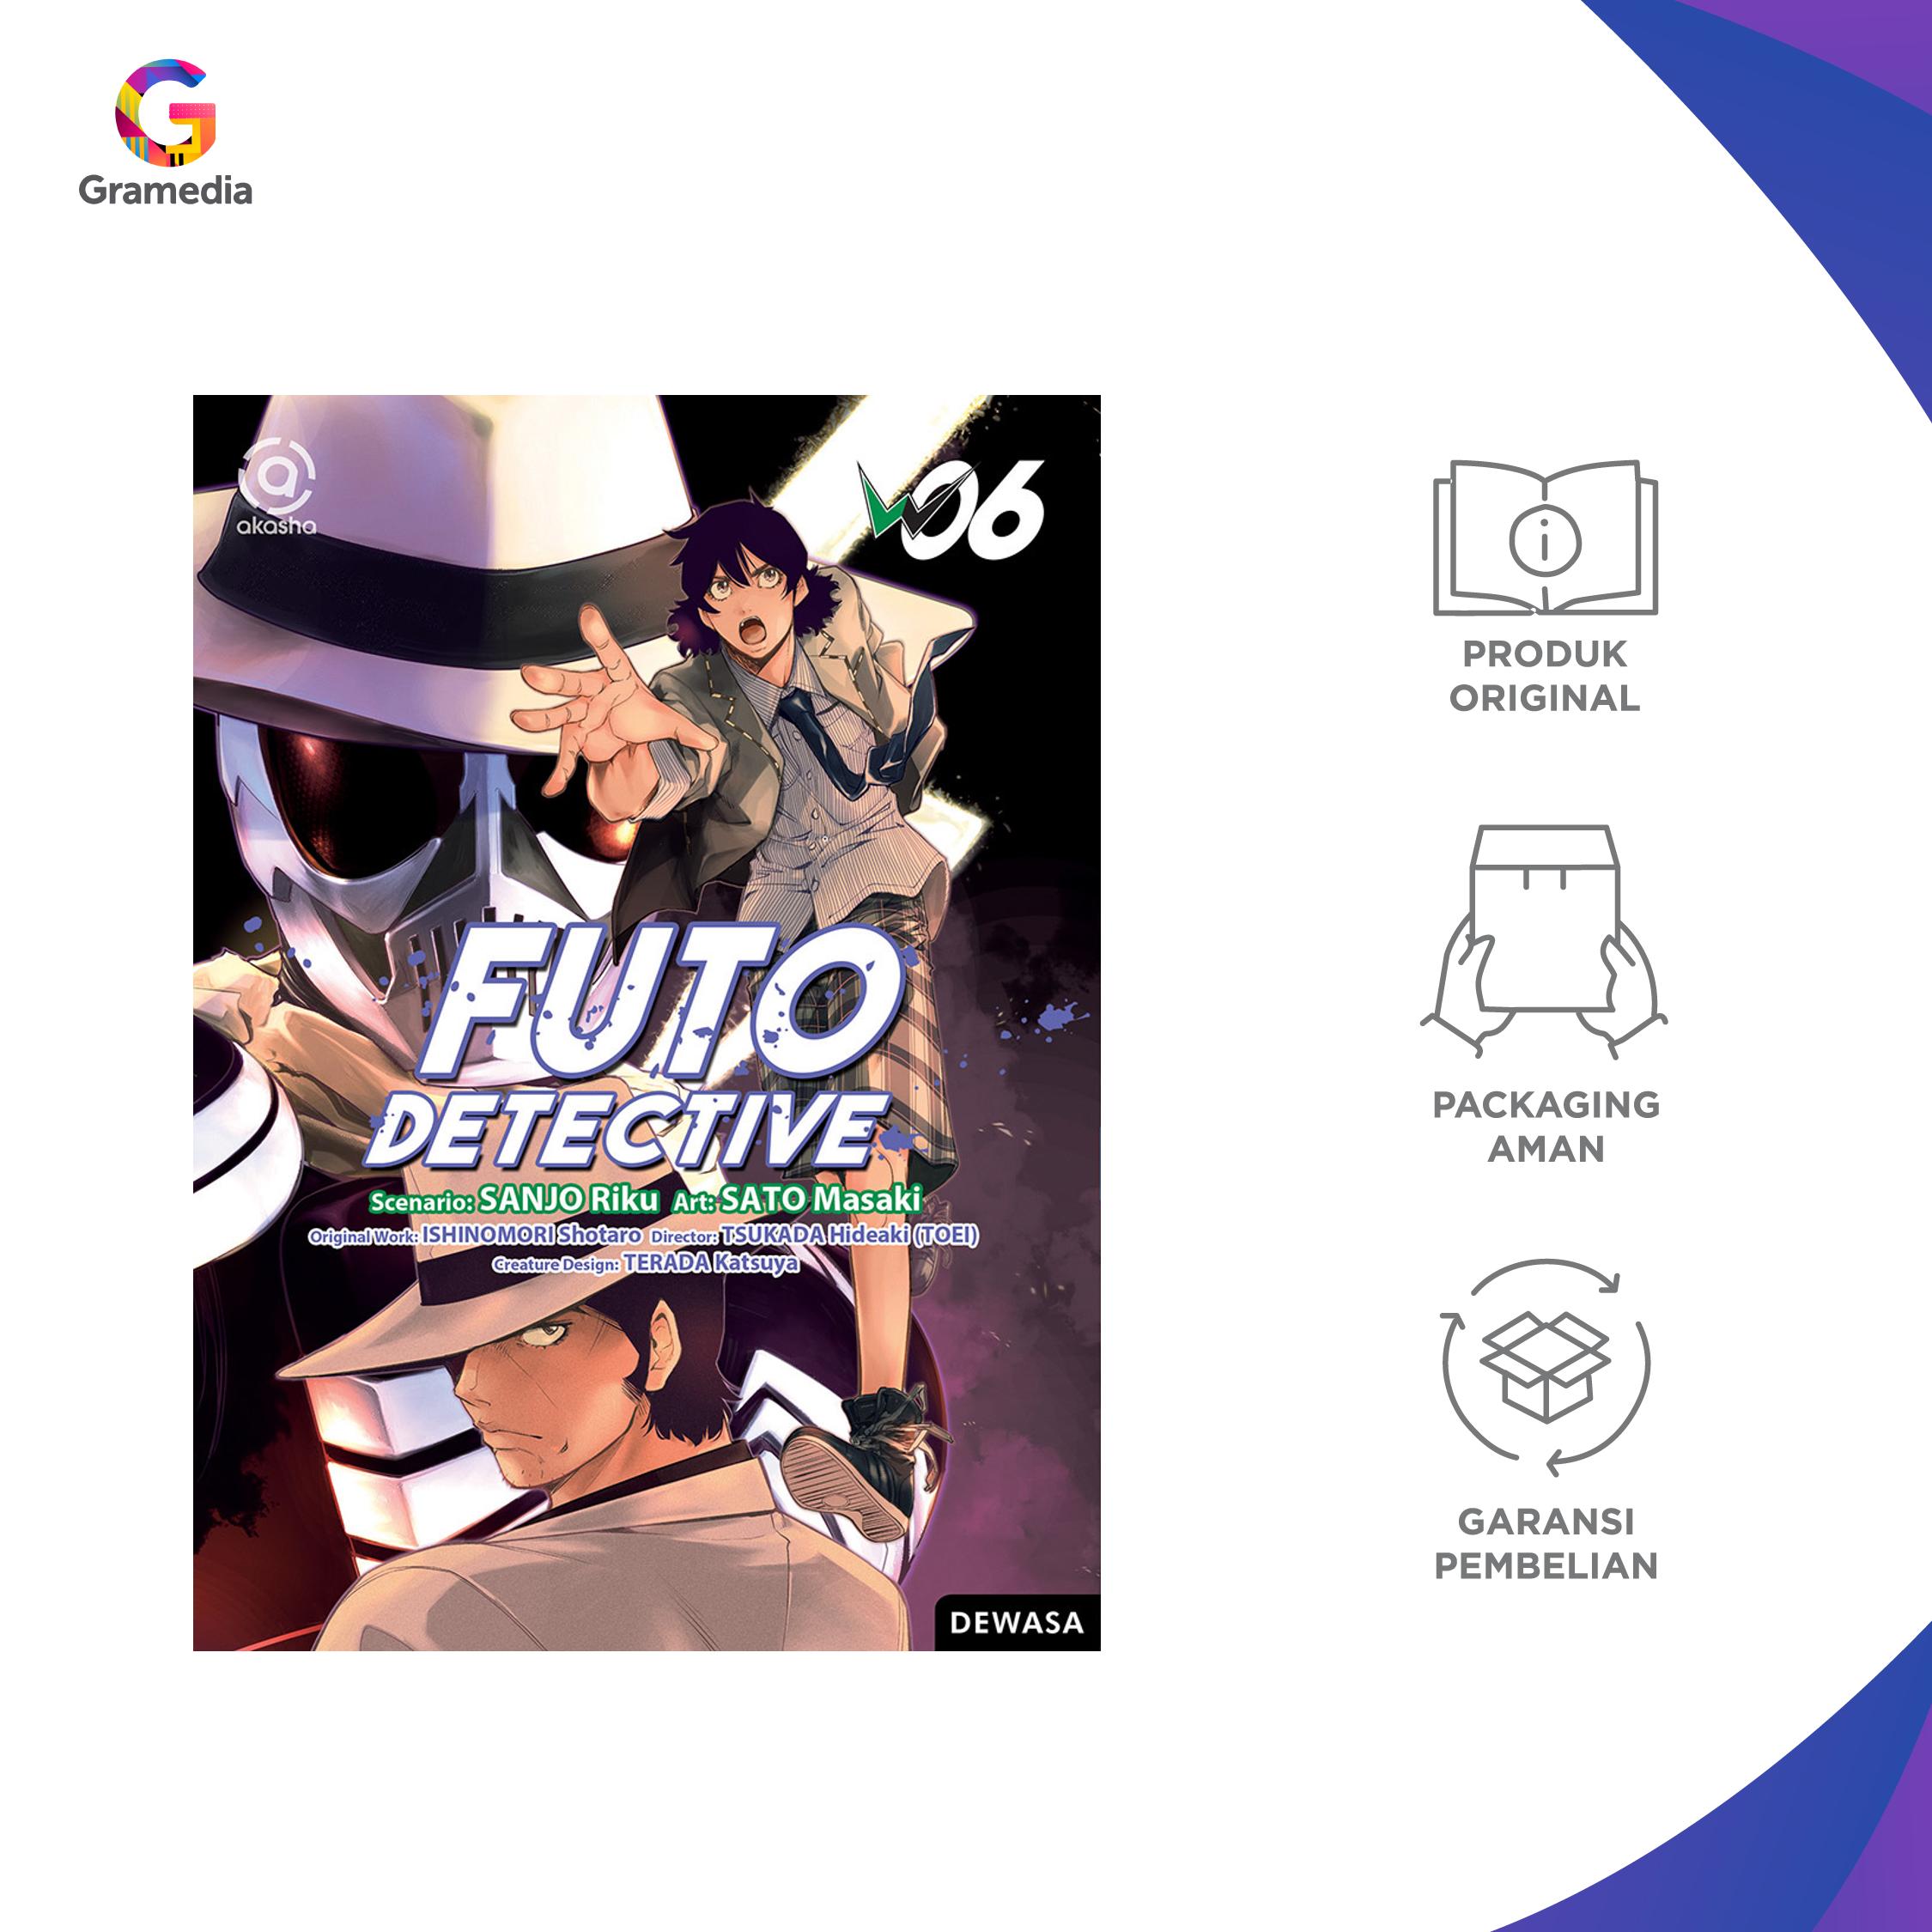 Gramedia
akasha
W06
FUTO
DETECTIVE
Scenario: SANJO Riku Art: SATO Masaki
Original Work: ISHINOMORI Shotaro Director: TSUKADA Hideaki (TOEI)
Creature Design: TERADA Katsuya
DEWASA
PRODUK
ORIGINAL
PACKAGING
AMAN
GARANSI
PEMBELIAN